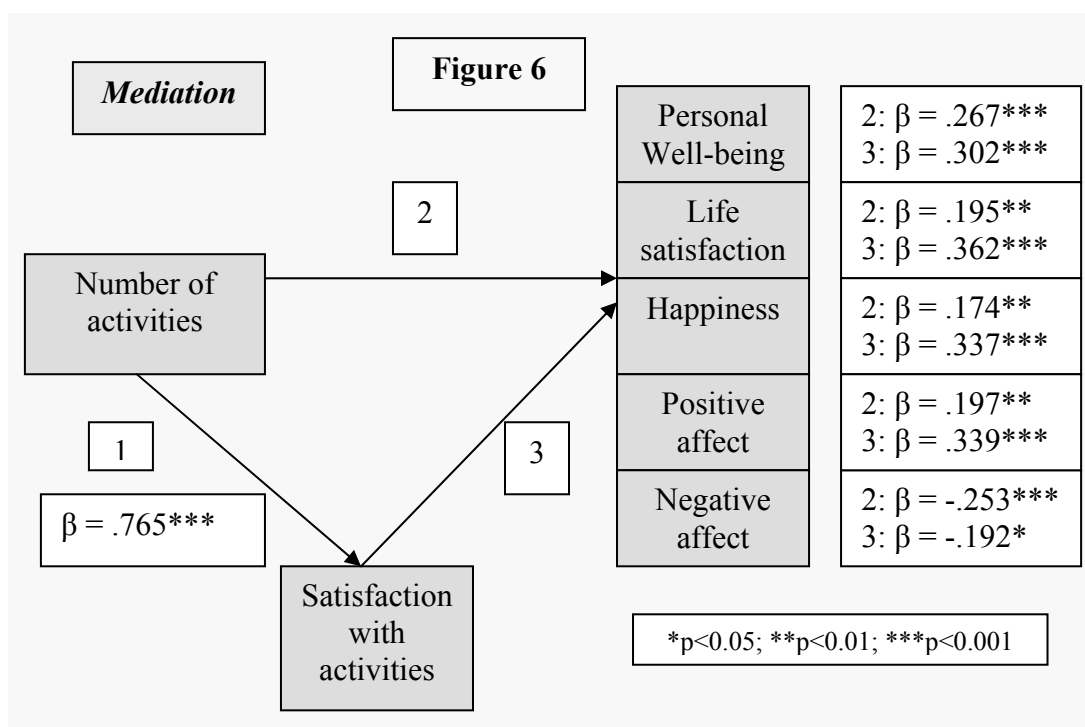 Mediation
Figure 6
Personal
Well-being
2: β = .267***
3: β = .302***
2
Life
satisfaction
2: β = .195**
3: β = .362***
Number of
activities
Happiness
2: β = .174**
3: β = .337***
Positive
affect
2: β = .197**
3: β = .339***
1
3
β = .765***
Negative
affect
2: β = -.253***
3: β = -.192*
Satisfaction
with
activities
*p<0.05; **p<0.01; ***p<0.001